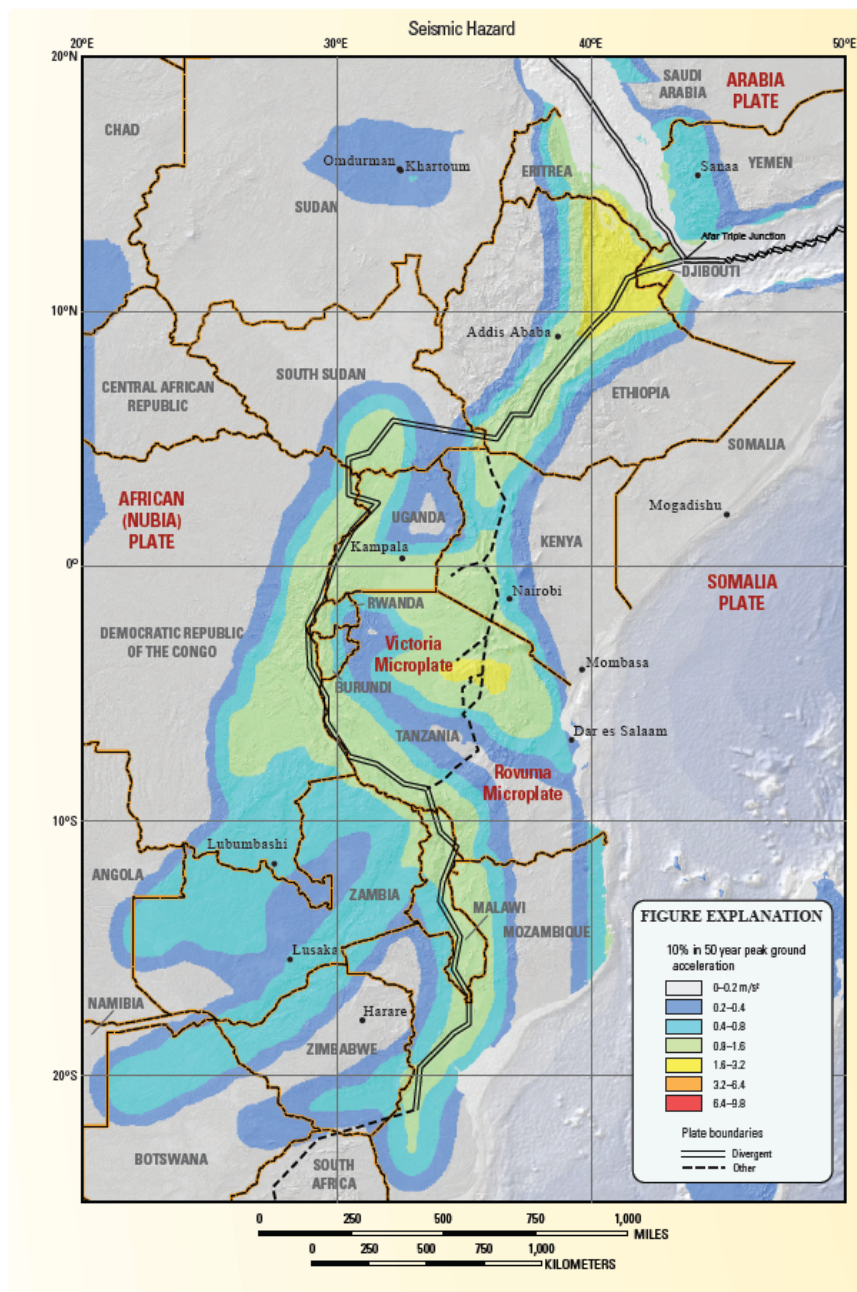 Seismic Hazard
20°E
30°E
40°E
50°E
20°N
SAUDI
ARABIA
ARABIA
PLATE
CHAD
Omdurman
Khartoum
ERITREA
Sanaa
YEMEN
SUDAN
Afar Triple Junction
DJIBOUTI
10°N
Addis Ababa
SOUTH SUDAN
CENTRAL AFRICAN
REPUBLIC
ETHIOPIA
SOMALIA
AFRICAN
(NUBIA)
PLATE
UGANDA
Mogadishu
Kampala
KENYA
0°
SOMALIA
PLATE
Nairobi
RWANDA
DEMOCRATIC REPUBLIC
OF THE CONGO
Victoria
Microplate
Mombasa
BURUNDI
TANZANIA
Dar es Salaam
Rovuma
Microplate
10°S
Lubumbashi
ANGOLA
ZAMBIA
MALAWI
MOZAMBIQUE
Lusaka
NAMIBIA
Harare
ZIMBABWE
20°S
BOTSWANA
SOUTH
AFRICA
FIGURE EXPLANATION
10% in 50 year peak ground
acceleration
0–0.2 m/s²
0.2–0.4
0.4–0.8
0.8–1.6
1.6–3.2
3.2–6.4
6.4–9.8
Plate boundaries
Divergent
Other
0 250 500 750 1,000
MILES
0 250 500 750 1,000
KILOMETERS